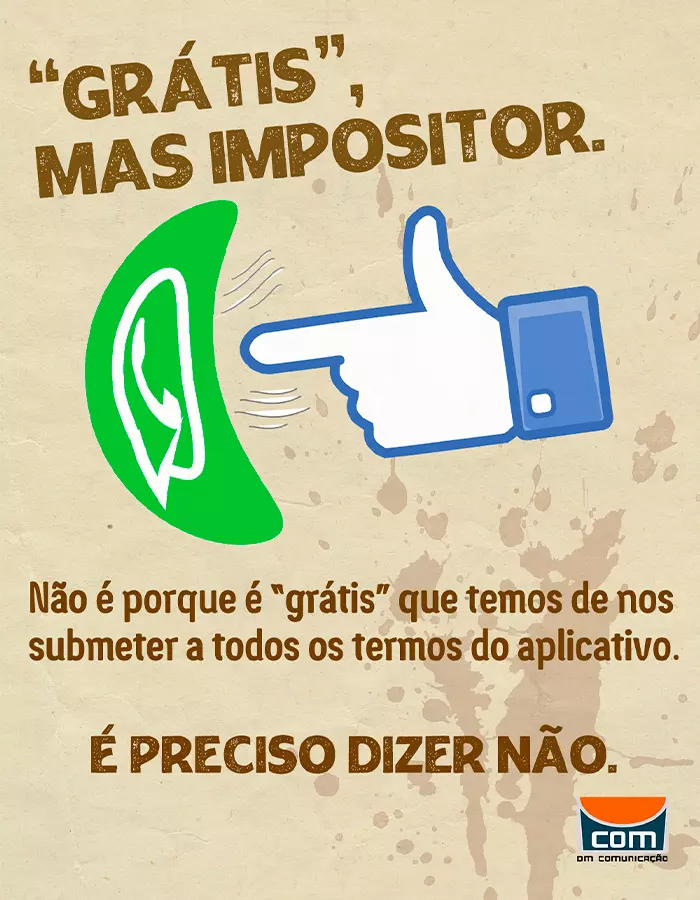 “GRÁTIS”,
MAS IMPOSITOR.
Não é porque é “grátis” que temos de nos
submeter a todos os termos do aplicativo.
É PRECISO DIZER NÃO.
com
DM COMUNICAÇÃO